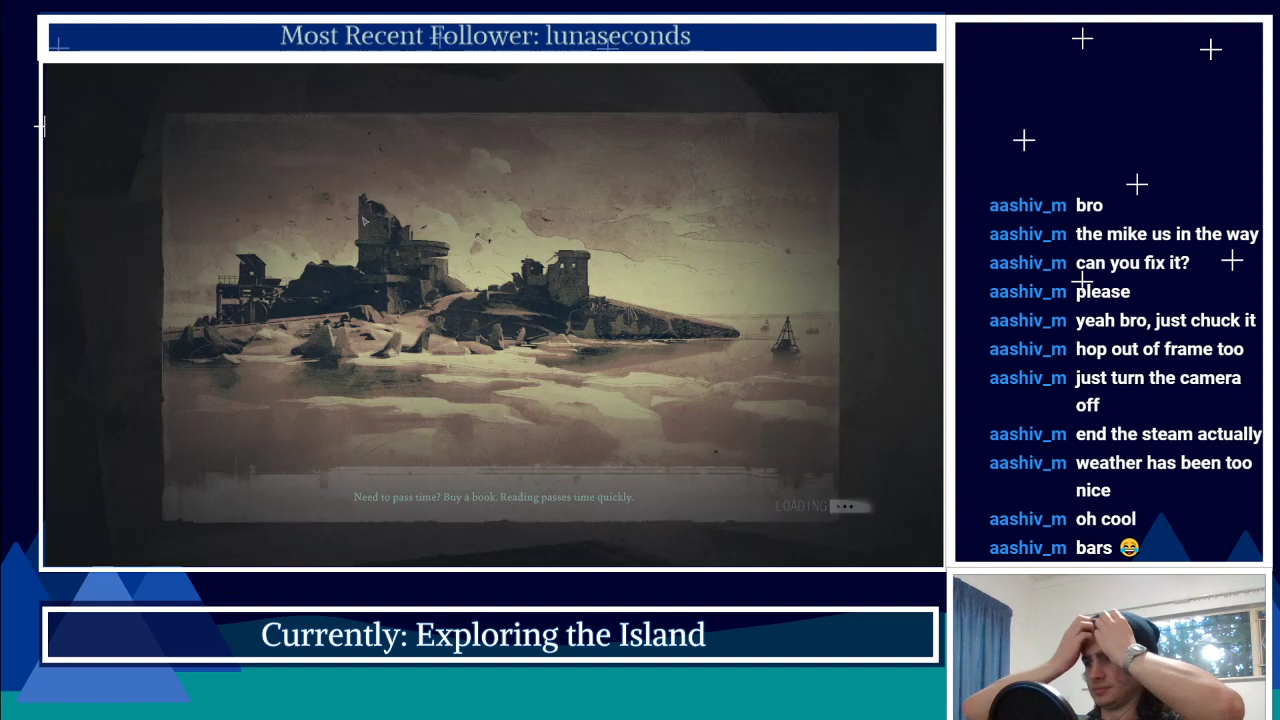 Most Recent Follower: lunaseconds
Need to pass time? Buy a book. Reading passes time quickly.
LOADING
Currently: Exploring the Island
aashiv_m bro
aashiv_m the mike us in the way
aashiv_m can you fix it?
aashiv_m please
aashiv_m yeah bro, just chuck it
aashiv_m hop out of frame too
aashiv_m just turn the camera
off
aashiv_m end the steam actually
aashiv_m weather has been too
nice
aashiv_m oh cool
aashiv_m bars 😂